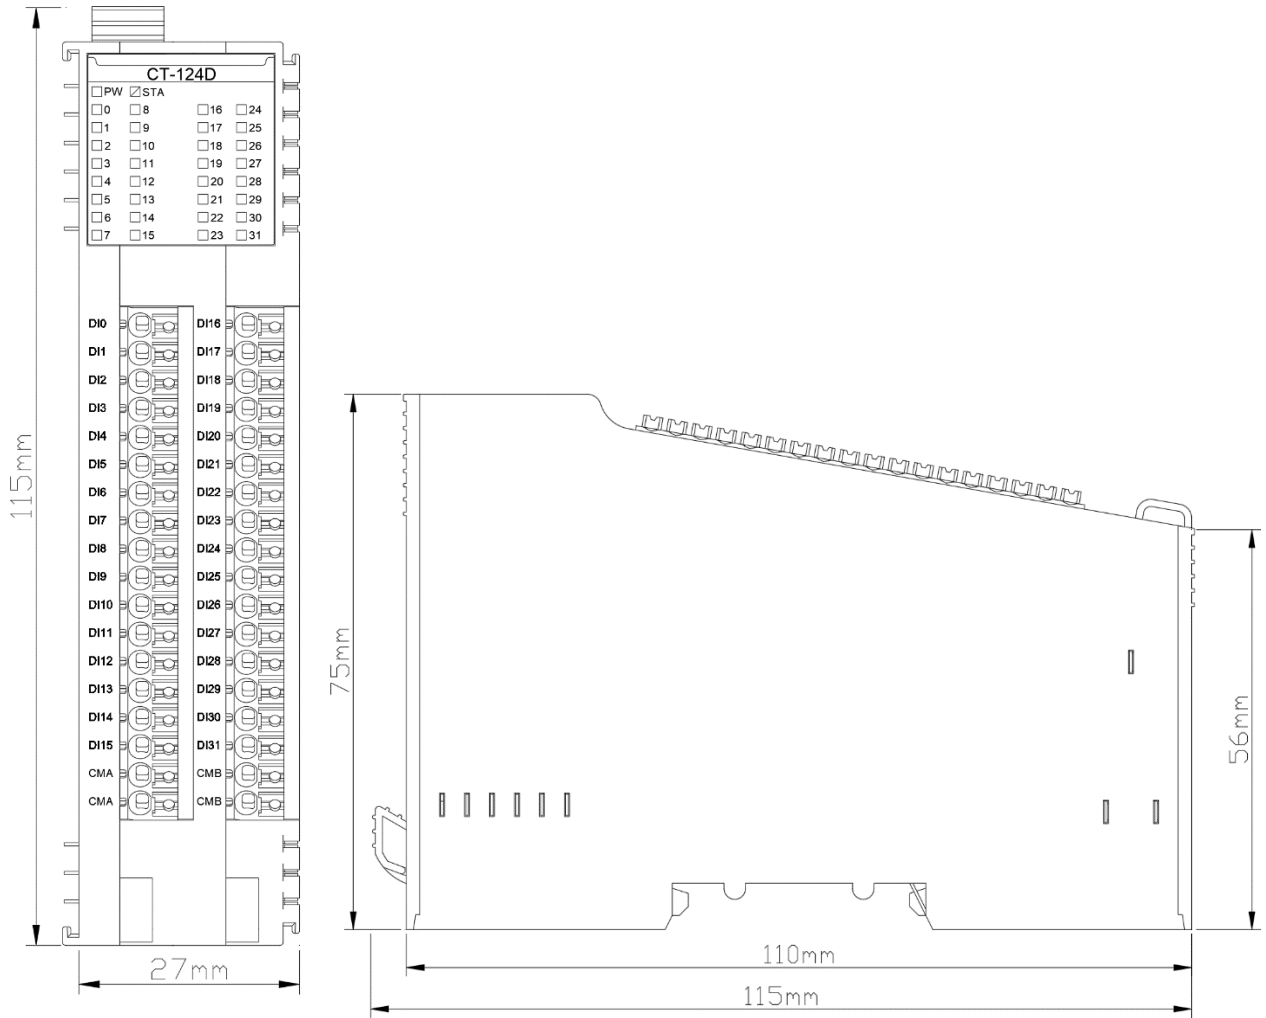 CT-124D
PW STA
0 8 16 24
1 9 17 25
2 10 18 26
3 11 19 27
4 12 20 28
5 13 21 29
6 14 22 30
7 15 23 31
DI0 DI16
DI1 DI17
DI2 DI18
DI3 DI19
DI4 DI20
DI5 DI21
DI6 DI22
DI7 DI23
DI8 DI24
DI9 DI25
DI10 DI26
DI11 DI27
DI12 DI28
DI13 DI29
DI14 DI30
DI15 DI31
CMA CMB
CMA CMB
115mm
27mm
75mm
56mm
110mm
115mm